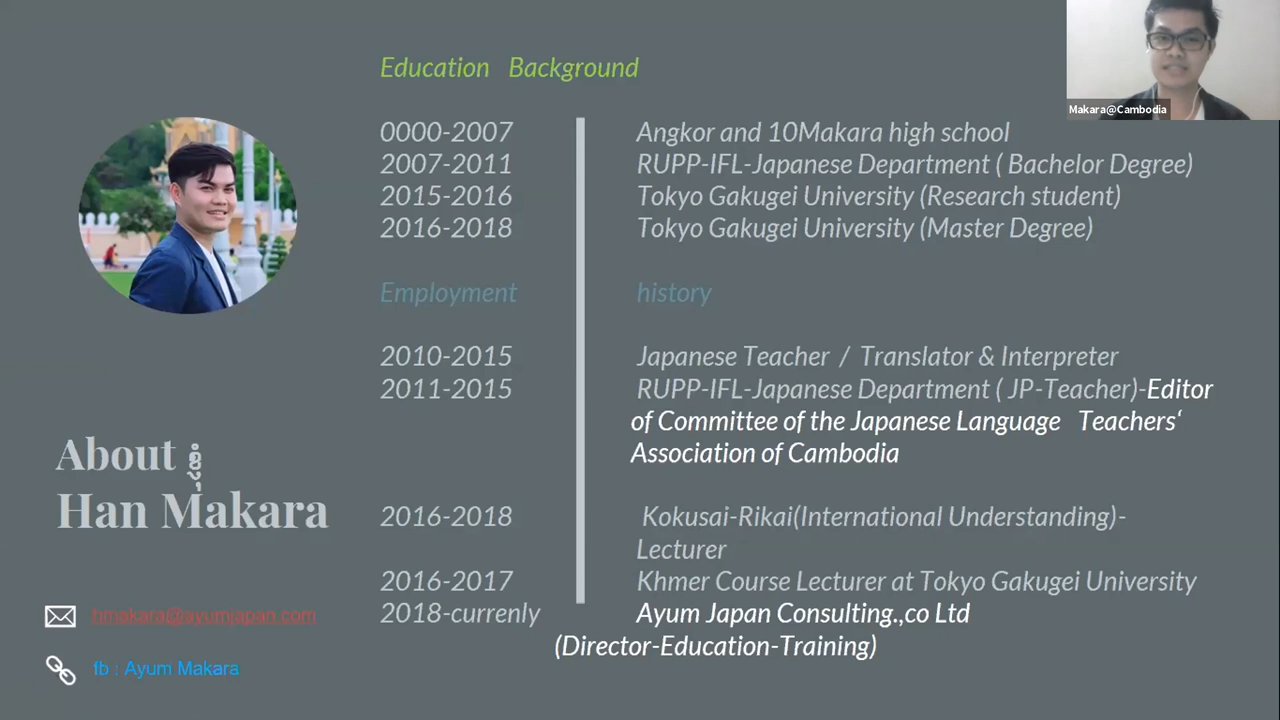 Makara@Cambodia
Education Background
0000-2007 Angkor and 10Makara high school
2007-2011 RUPP-IFL-Japanese Department ( Bachelor Degree)
2015-2016 Tokyo Gakugei University (Research student)
2016-2018 Tokyo Gakugei University (Master Degree)
Employment history
2010-2015 Japanese Teacher / Translator & Interpreter
2011-2015 RUPP-IFL-Japanese Department ( JP-Teacher)-Editor
of Committee of the Japanese Language Teachers‘
Association of Cambodia
2016-2018 Kokusai-Rikai(International Understanding)-
Lecturer
2016-2017 Khmer Course Lecturer at Tokyo Gakugei University
2018-currenly Ayum Japan Consulting.,co Ltd
(Director-Education-Training)
About
Han Makara
hmakara@ayumjapan.com
fb : Ayum Makara